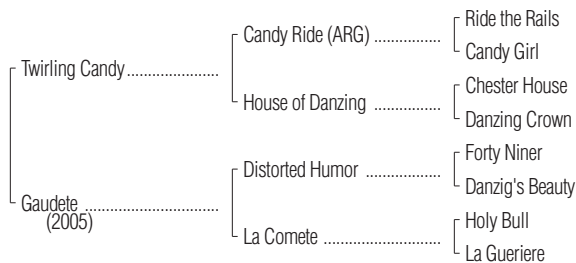 Ride the Rails
Candy Ride (ARG) ................
Candy Girl
Twirling Candy ......................
Chester House
House of Danzing ................
Danzing Crown
Forty Niner
Distorted Humor ..................
Danzig's Beauty
Gaudete ................................
(2005)
Holy Bull
La Comete ............................
La Gueriere